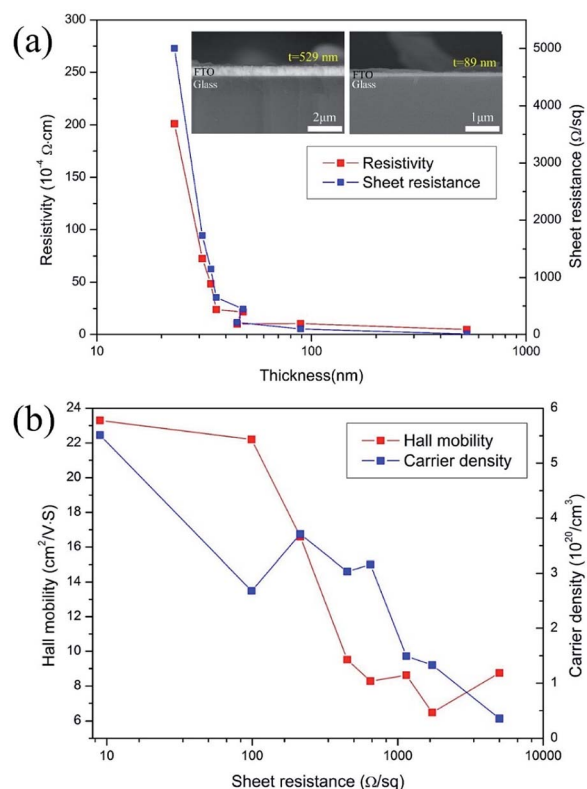 (a)
300
250
200
150
100
50
0
Resistivity (10⁻⁴ Ω·cm)
t=529 nm
FTO
Glass
2μm
t=89 nm
FTO
Glass
1μm
Resistivity
Sheet resistance
5000
4000
3000
2000
1000
0
Sheet resistance (Ω/sq)
10
100
1000
Thickness(nm)
(b)
24
22
20
18
16
14
12
10
8
6
Hall mobility (cm²/V·S)
Hall mobility
Carrier density
6
5
4
3
2
1
0
Carrier density (10²⁰/cm³)
10
100
1000
10000
Sheet resistance (Ω/sq)